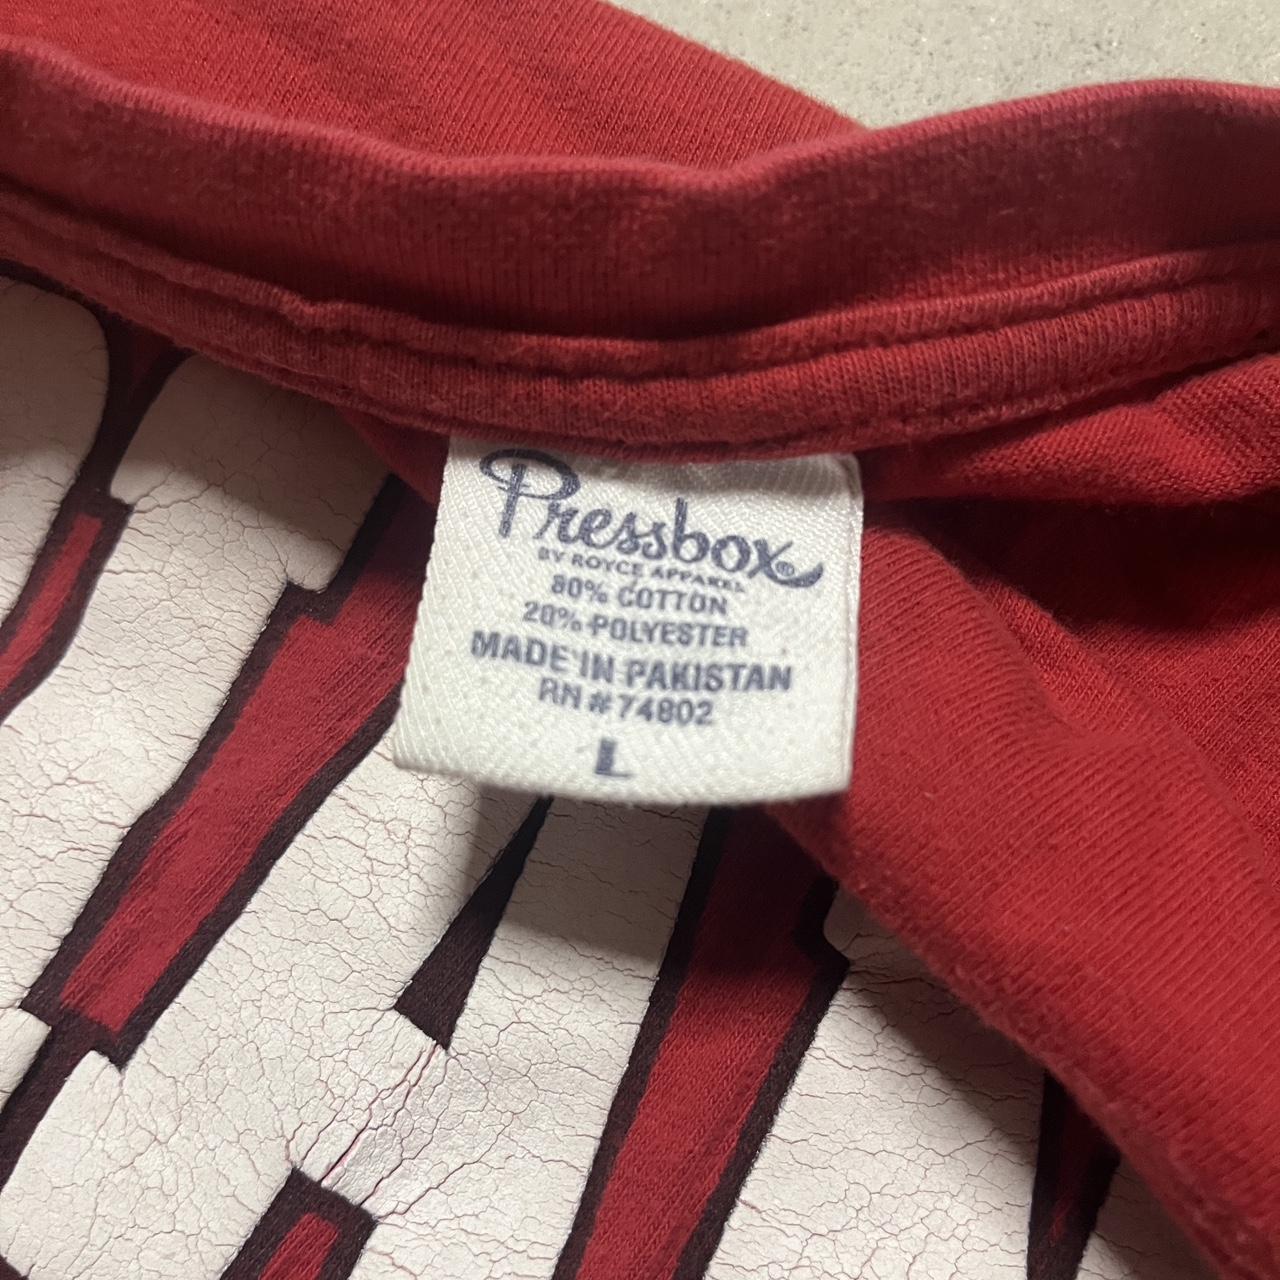 Pressbox®
BY ROYCE APPAREL
80% COTTON
20% POLYESTER
MADE IN PAKISTAN
RN # 74802
L